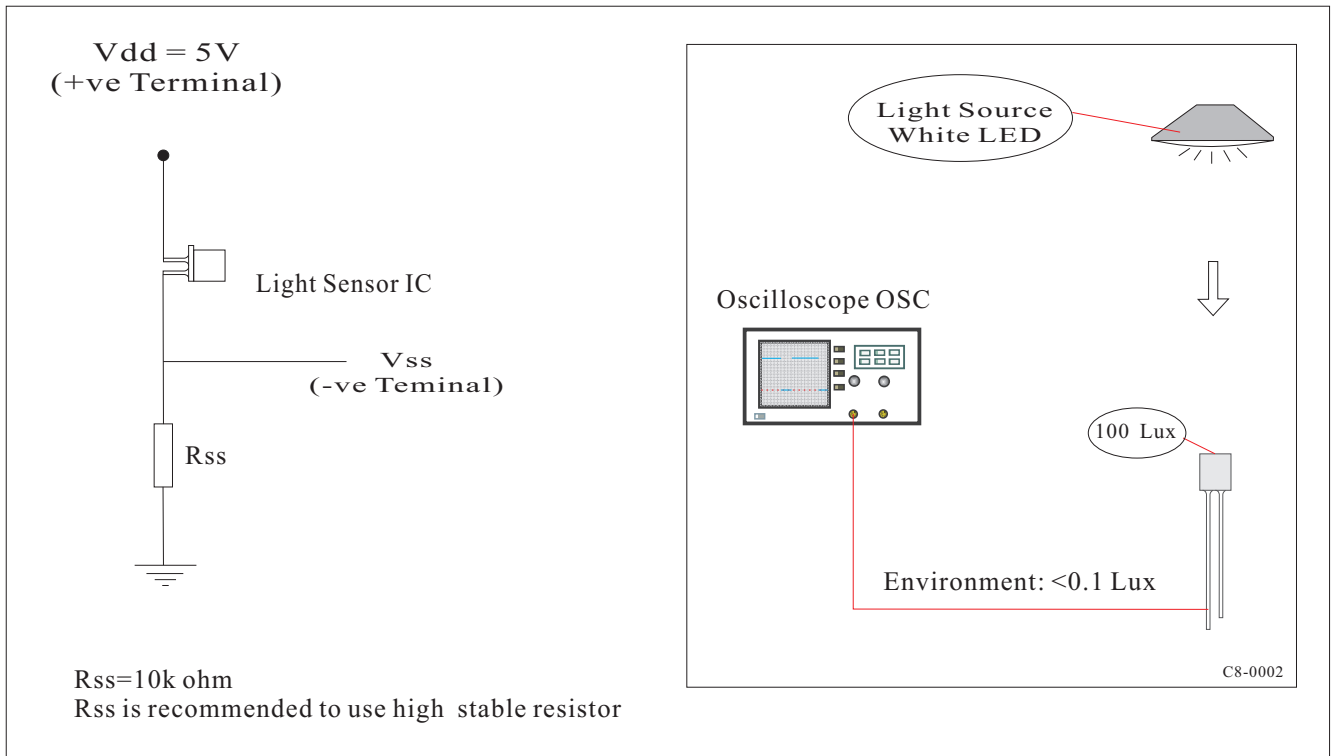 Vdd = 5V
(+ve Terminal)
Light Sensor IC
Vss
(-ve Teminal)
Rss
Rss=10k ohm
Rss is recommended to use high stable resistor
Light Source
White LED
Oscilloscope OSC
100 Lux
Environment: <0.1 Lux
C8-0002